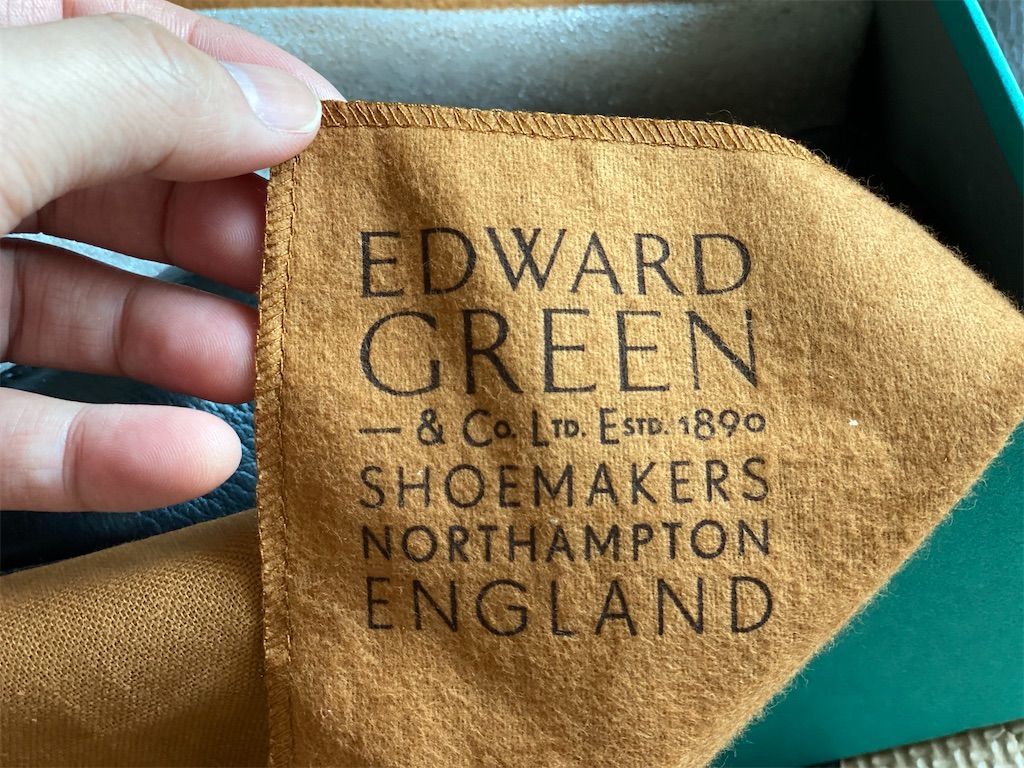 EDWARD
GREEN
— & Co. LTD. ESTD. 1890
SHOEMAKERS
NORTHAMPTON
ENGLAND